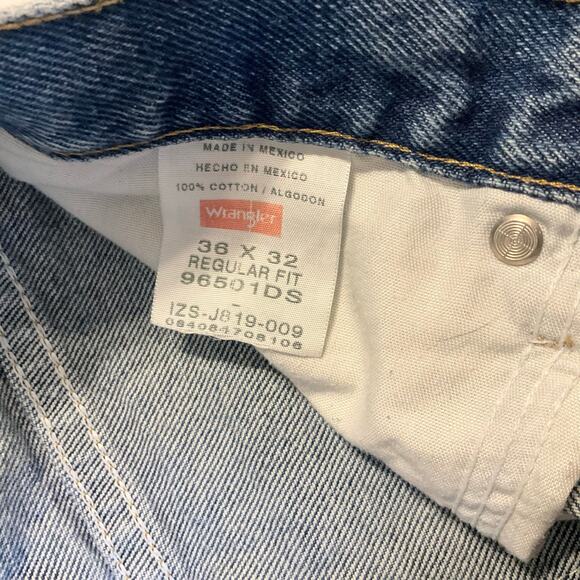 MADE IN MEXICO
HECHO EN MEXICO
100% COTTON / ALGODON
Wrangler
36 X 32
REGULAR FIT
96501DS
-
IZS-J819-009
084084708106